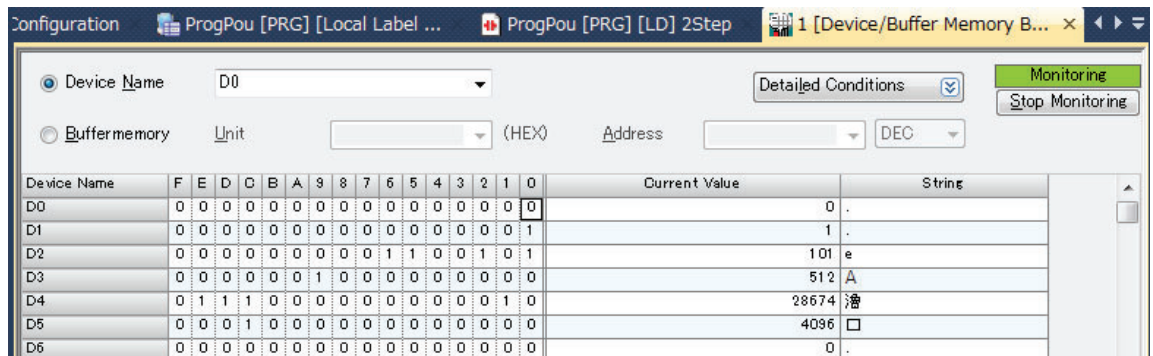 Configuration ProgPou [PRG] [Local Label ... ProgPou [PRG] [LD] 2Step 1 [Device/Buffer Memory B...
Device Name D0 Detailed Conditions Monitoring
Stop Monitoring
Buffermemory Unit (HEX) Address DEC
Device Name F E D C B A 9 8 7 6 5 4 3 2 1 0 Current Value String
D0 0 0 0 0 0 0 0 0 0 0 0 0 0 0 0 0 0 .
D1 0 0 0 0 0 0 0 0 0 0 0 0 0 0 0 1 1 .
D2 0 0 0 0 0 0 0 0 0 1 1 0 0 1 0 1 101 e
D3 0 0 0 0 0 0 1 0 0 0 0 0 0 0 0 0 512 A
D4 0 1 1 1 0 0 0 0 0 0 0 0 0 0 1 0 28674
D5 0 0 0 1 0 0 0 0 0 0 0 0 0 0 0 0 4096 □
D6 0 0 0 0 0 0 0 0 0 0 0 0 0 0 0 0 0 .